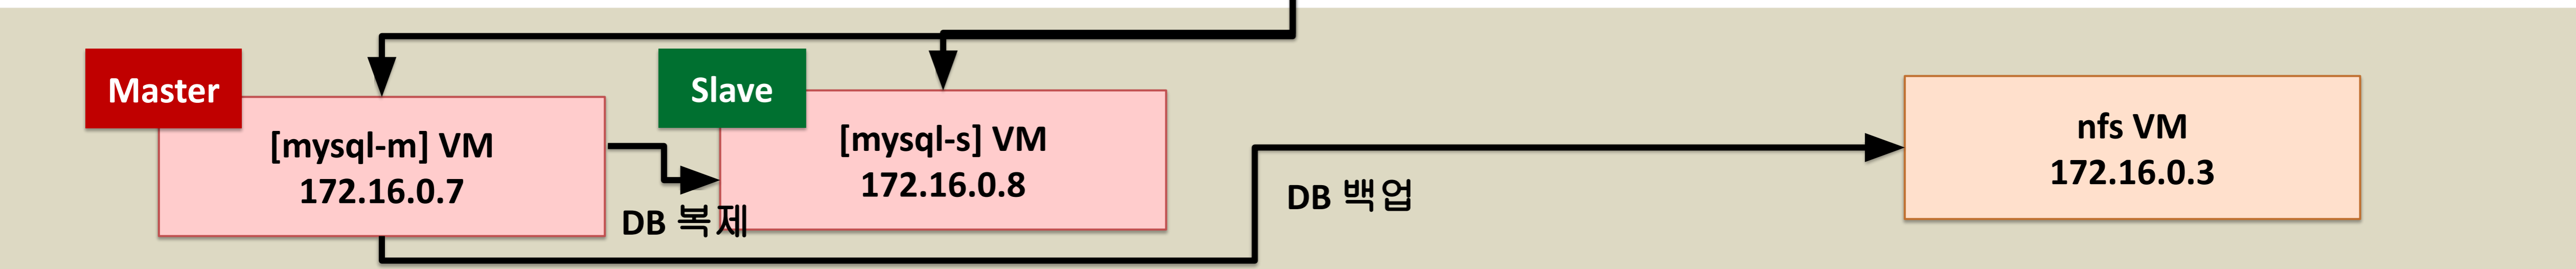 Master
[mysql-m] VM
172.16.0.7
DB 복제
Slave
[mysql-s] VM
172.16.0.8
DB 백업
nfs VM
172.16.0.3